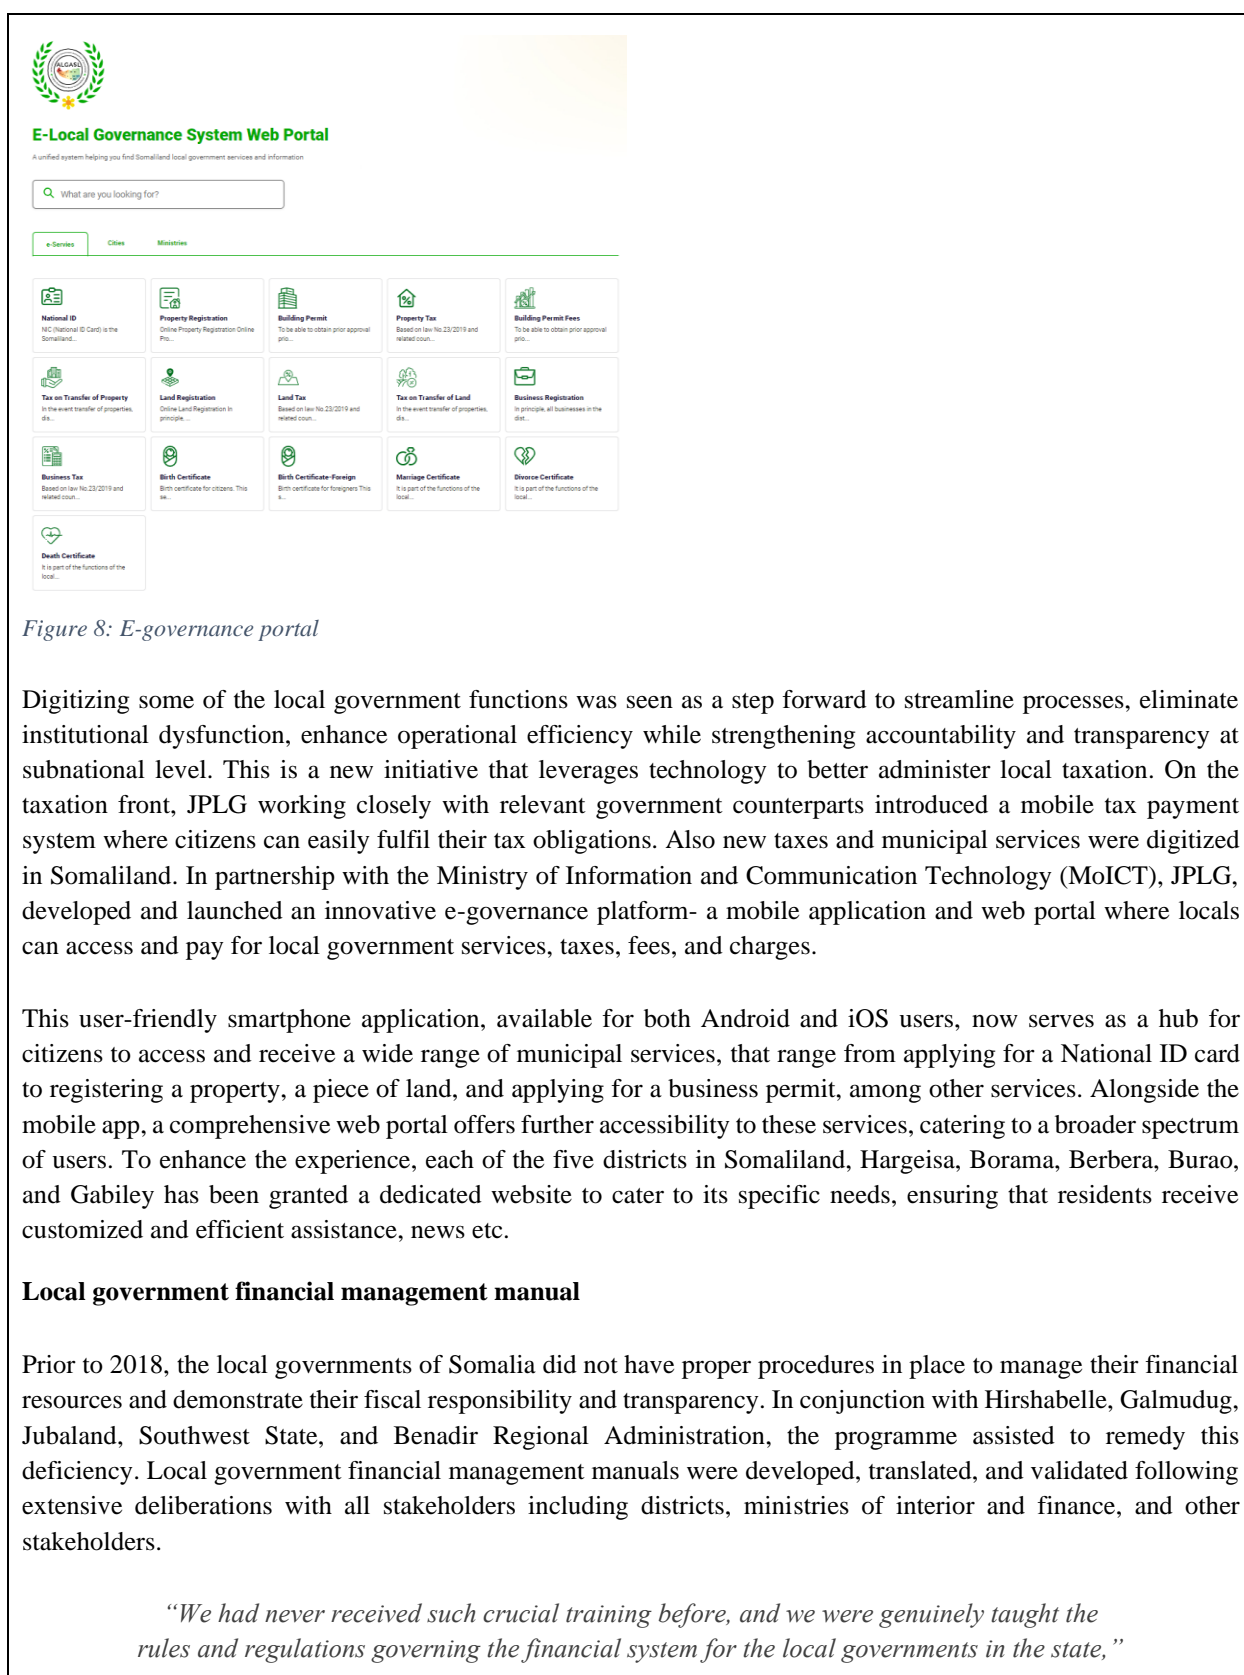 ALGASL
E-Local Governance System Web Portal
A unified system helping you find Somaliland local government services and information
What are you looking for?
e-Servies Cities Ministries
National ID
NIC (National ID Card) is the
Somaliland...
Property Registration
Online Property Registration Online
Pro...
Building Permit
To be able to obtain prior approval
prio...
Property Tax
Based on law No.23/2019 and
related coun...
Building Permit Fees
To be able to obtain prior approval
prio...
Tax on Transfer of Property
In the event transfer of properties,
dis...
Land Registration
Online Land Registration In
principle, ...
Land Tax
Based on law No.23/2019 and
related coun...
Tax on Transfer of Land
In the event transfer of properties,
dis...
Business Registration
In principle, all businesses in the
dist...
Business Tax
Based on law No.23/2019 and
related coun...
Birth Certificate
Birth certificate for citizens. This
se...
Birth Certificate-Foreign
Birth certificate for foreigners This
s...
Marriage Certificate
It is part of the functions of the
local...
Divorce Certificate
It is part of the functions of the
local...
Death Certificate
It is part of the functions of the
local...
Figure 8: E-governance portal
Digitizing some of the local government functions was seen as a step forward to streamline processes, eliminate
institutional dysfunction, enhance operational efficiency while strengthening accountability and transparency at
subnational level. This is a new initiative that leverages technology to better administer local taxation. On the
taxation front, JPLG working closely with relevant government counterparts introduced a mobile tax payment
system where citizens can easily fulfil their tax obligations. Also new taxes and municipal services were digitized
in Somaliland. In partnership with the Ministry of Information and Communication Technology (MoICT), JPLG,
developed and launched an innovative e-governance platform- a mobile application and web portal where locals
can access and pay for local government services, taxes, fees, and charges.
This user-friendly smartphone application, available for both Android and iOS users, now serves as a hub for
citizens to access and receive a wide range of municipal services, that range from applying for a National ID card
to registering a property, a piece of land, and applying for a business permit, among other services. Alongside the
mobile app, a comprehensive web portal offers further accessibility to these services, catering to a broader spectrum
of users. To enhance the experience, each of the five districts in Somaliland, Hargeisa, Borama, Berbera, Burao,
and Gabiley has been granted a dedicated website to cater to its specific needs, ensuring that residents receive
customized and efficient assistance, news etc.
Local government financial management manual
Prior to 2018, the local governments of Somalia did not have proper procedures in place to manage their financial
resources and demonstrate their fiscal responsibility and transparency. In conjunction with Hirshabelle, Galmudug,
Jubaland, Southwest State, and Benadir Regional Administration, the programme assisted to remedy this
deficiency. Local government financial management manuals were developed, translated, and validated following
extensive deliberations with all stakeholders including districts, ministries of interior and finance, and other
stakeholders.
“We had never received such crucial training before, and we were genuinely taught the
rules and regulations governing the financial system for the local governments in the state,”